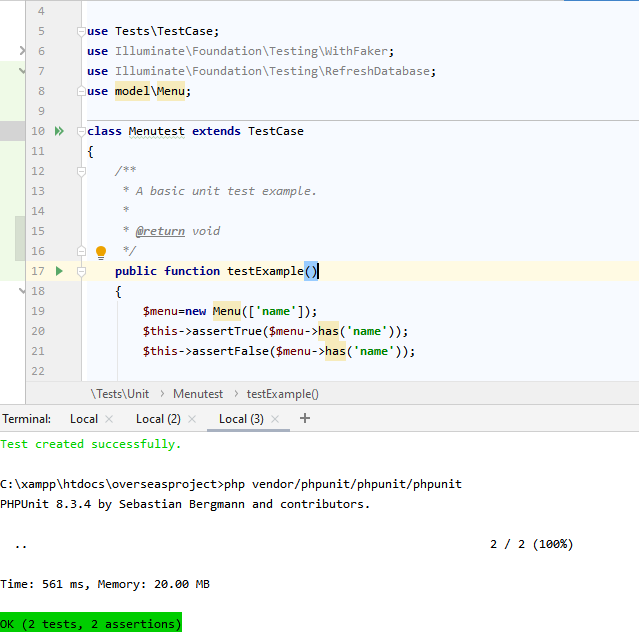 4
5 use Tests\TestCase;
6 use Illuminate\Foundation\Testing\WithFaker;
7 use Illuminate\Foundation\Testing\RefreshDatabase;
8 use model\Menu;
9
10 class Menutest extends TestCase
11 {
12 /**
13 * A basic unit test example.
14 *
15 * @return void
16 */
17 public function testExample()
18 {
19 $menu=new Menu(['name']);
20 $this->assertTrue($menu->has('name'));
21 $this->assertFalse($menu->has('name'));
22
\Tests\Unit › Menutest › testExample()
Terminal: Local × Local (2) × Local (3) × +
Test created successfully.
C:\xampp\htdocs\overseasproject>php vendor/phpunit/phpunit/phpunit
PHPUnit 8.3.4 by Sebastian Bergmann and contributors.
.. 2 / 2 (100%)
Time: 561 ms, Memory: 20.00 MB
OK (2 tests, 2 assertions)